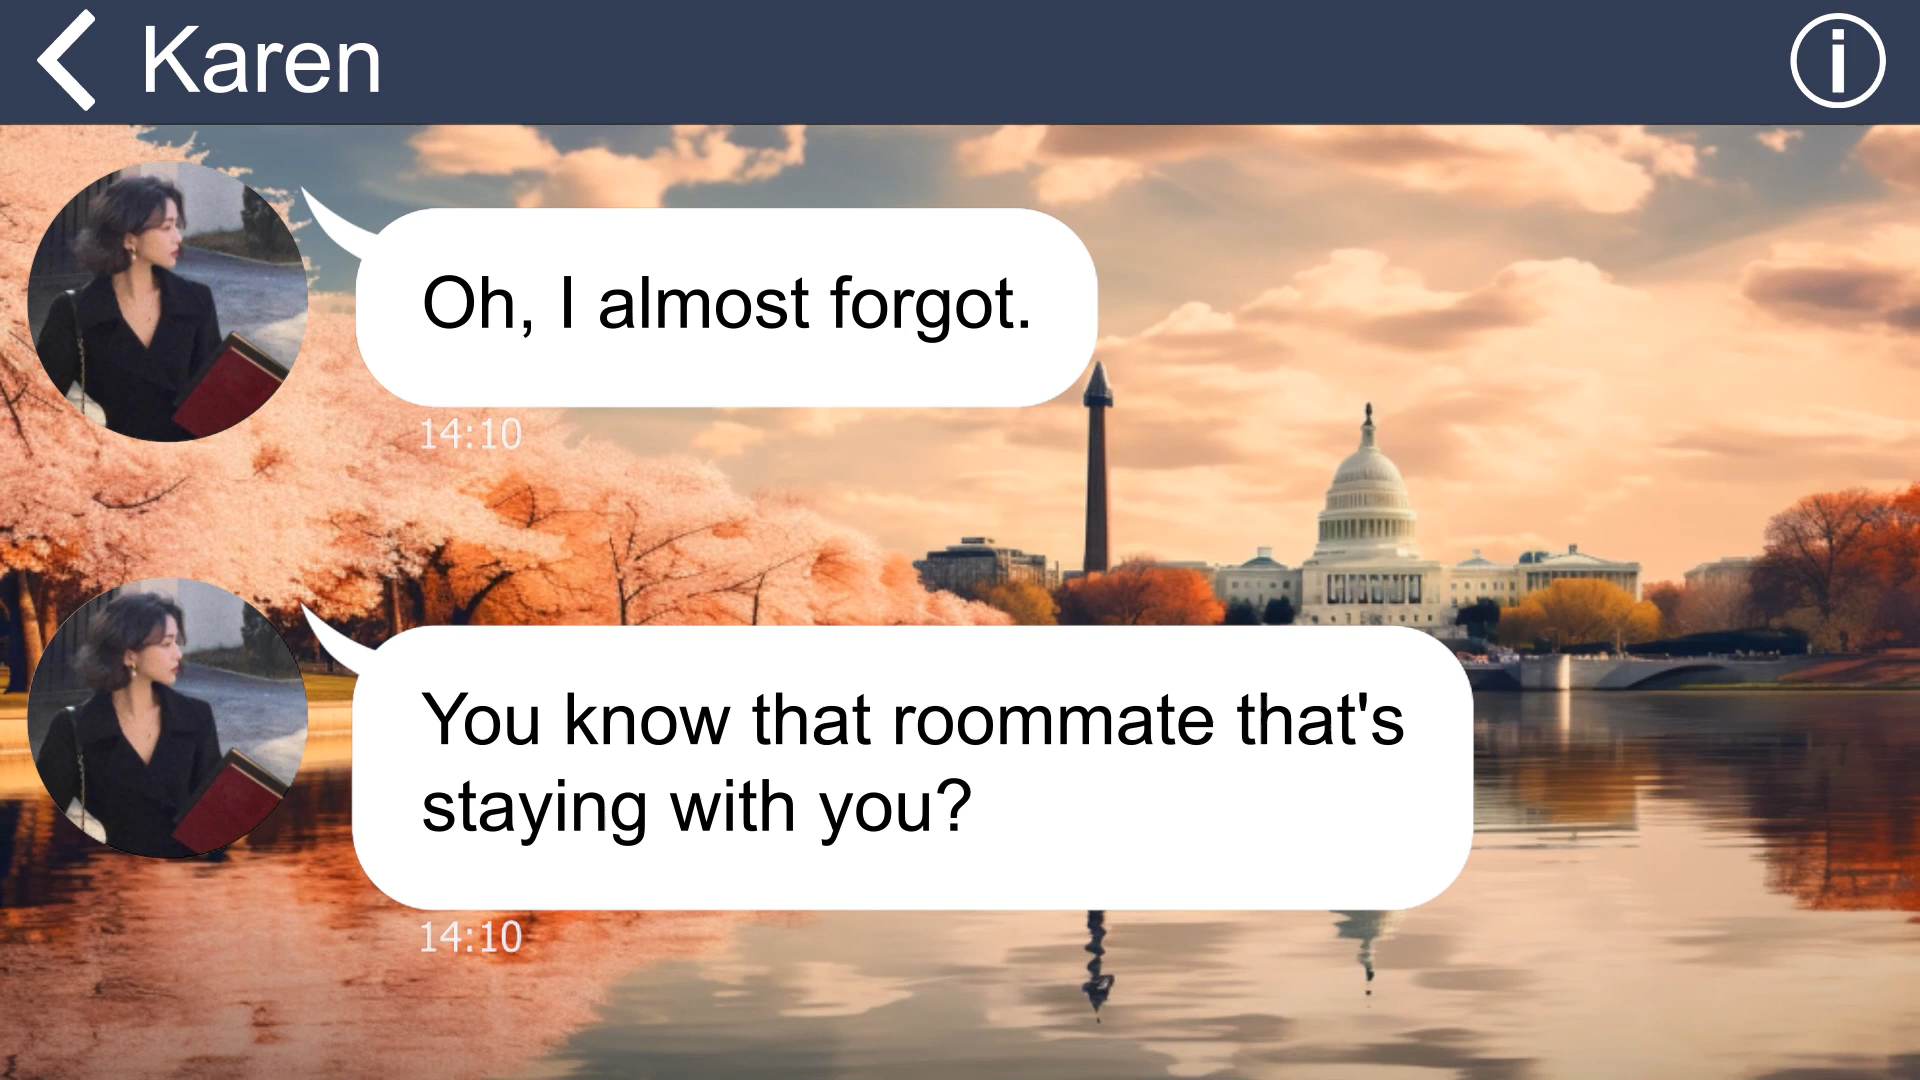 Karen
Oh, I almost forgot.
14:10
You know that roommate that's
staying with you?
14:10